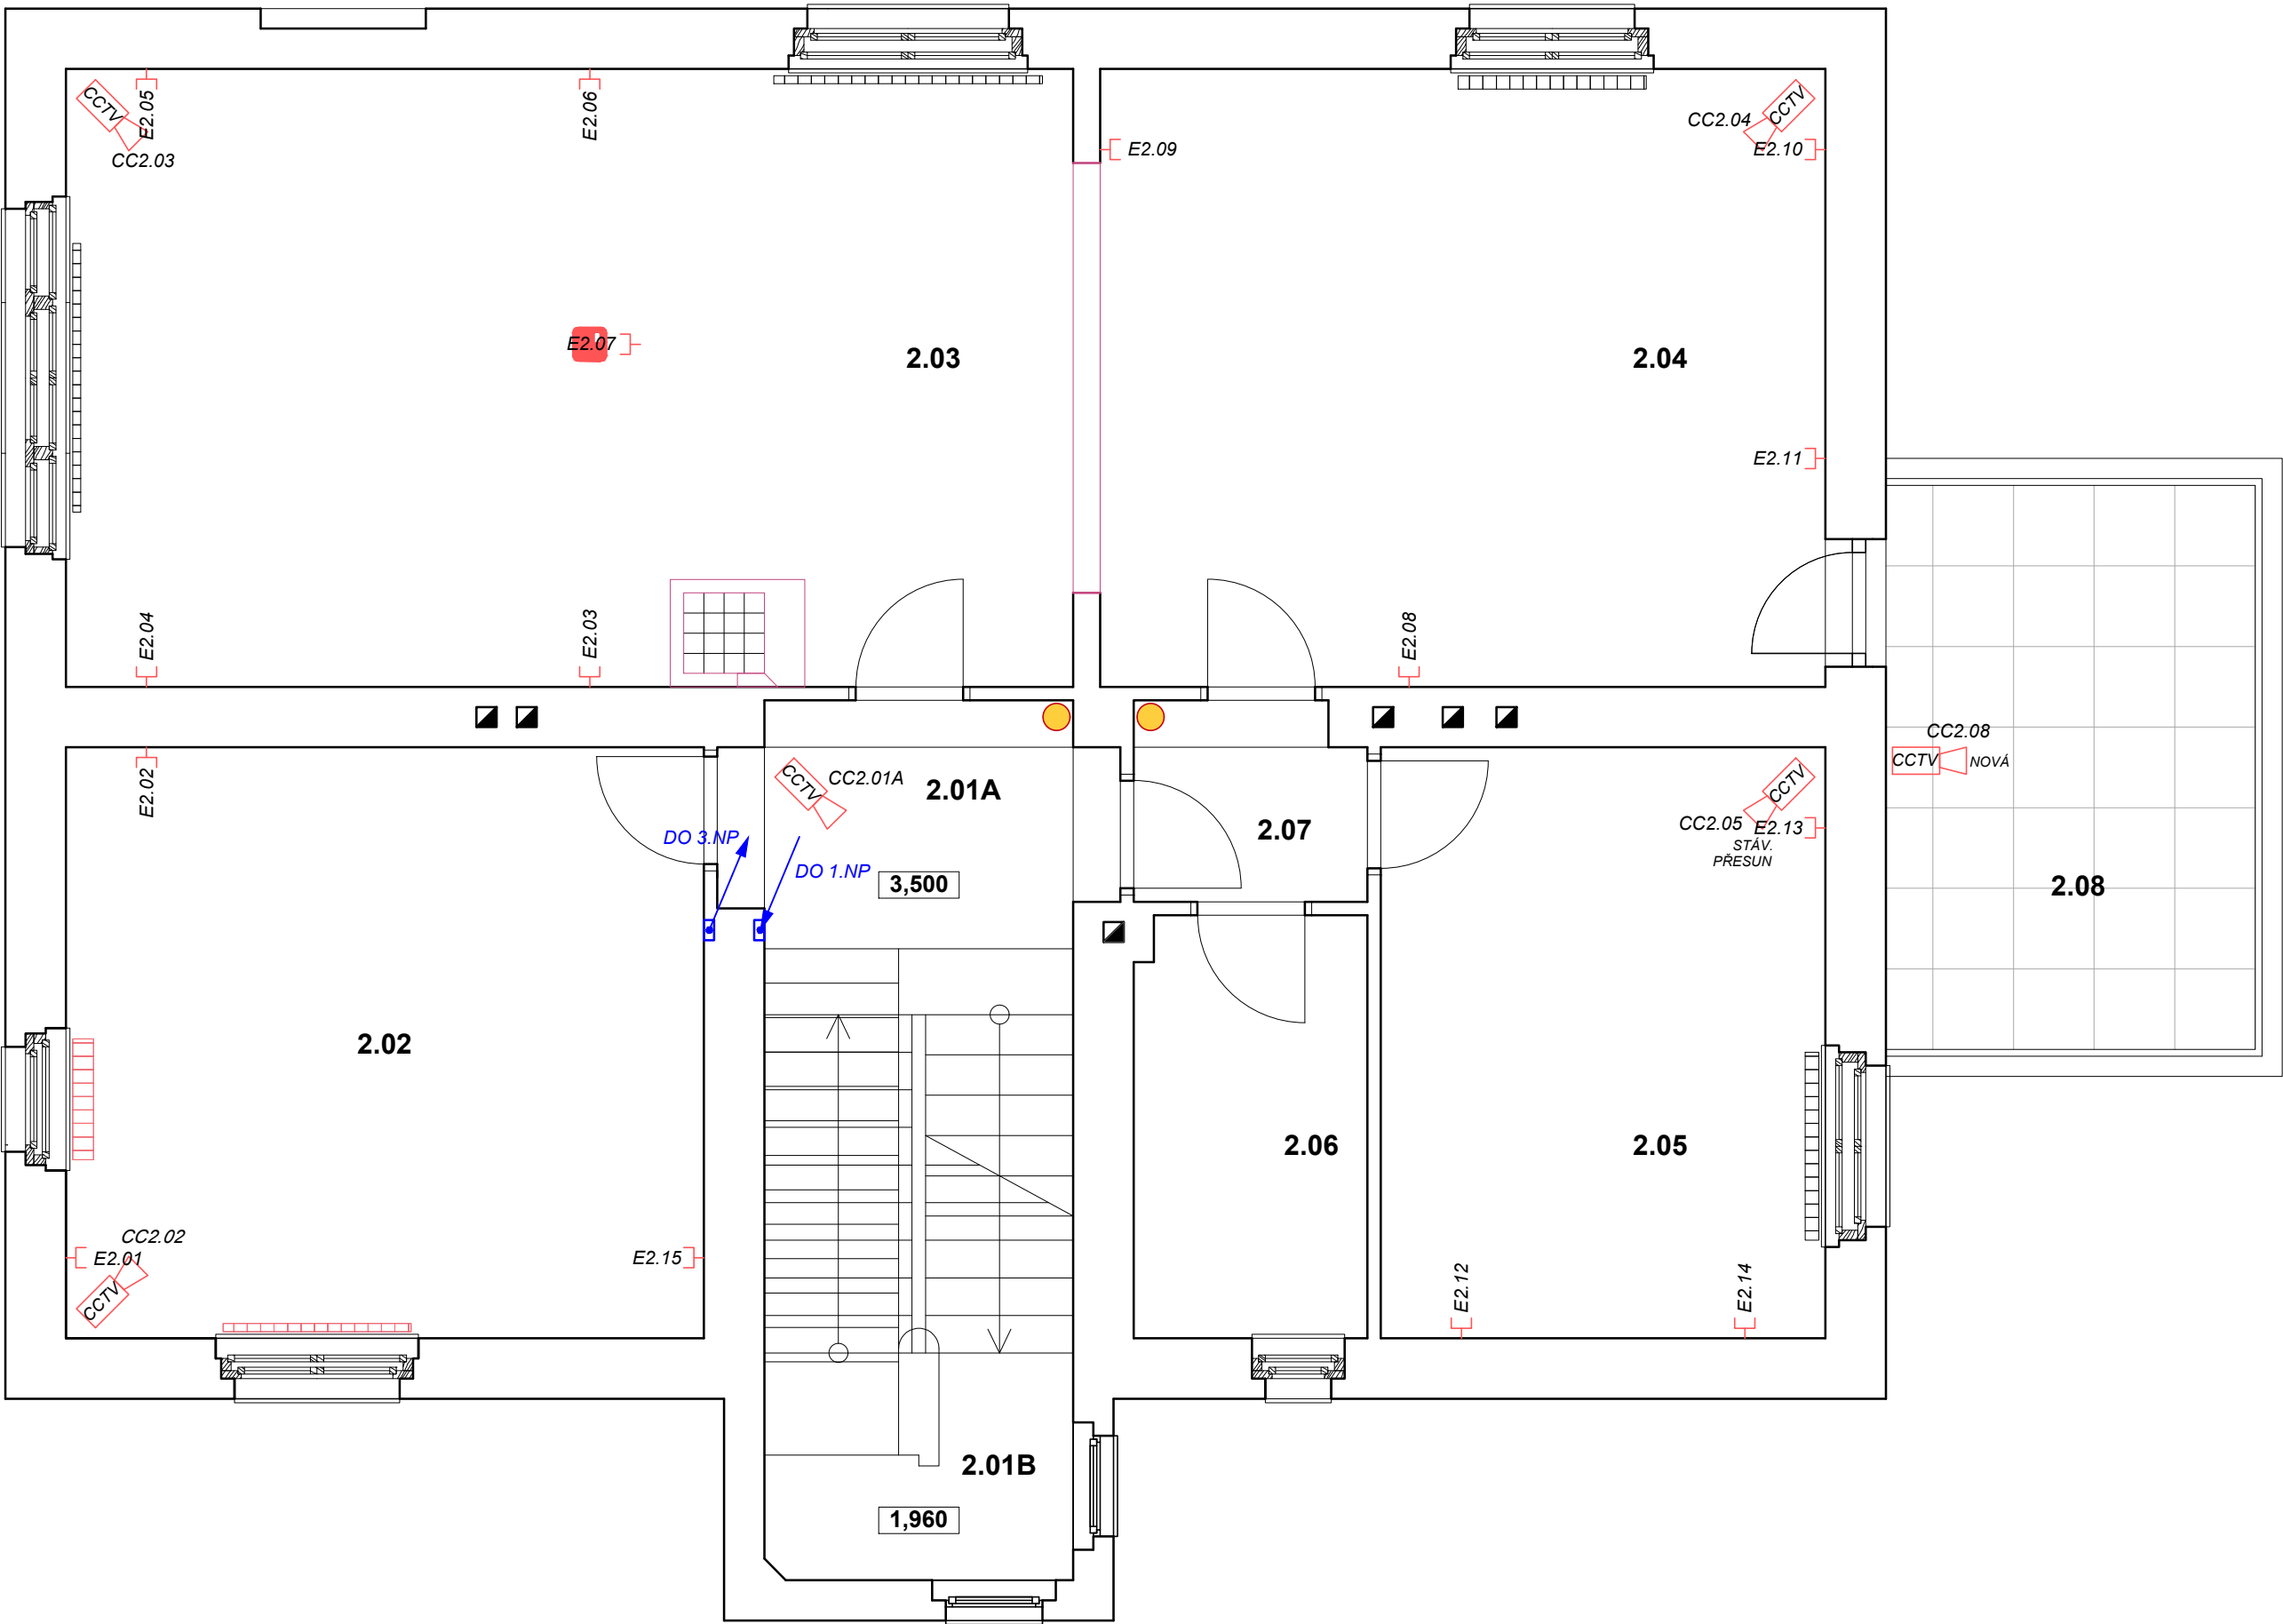 CCTV
E2.05
CC2.03
E2.06
E2.09
CC2.04
CCTV
E2.10
E2.07
2.03
2.04
E2.11
E2.04
E2.03
E2.08
E2.02
CCTV
CC2.01A
2.01A
DO 3.NP
DO 1.NP
3,500
2.07
CCTV
CC2.05
E2.13
STÁV.
PŘESUN
CC2.08
CCTV
NOVÁ
2.08
2.02
2.06
2.05
CC2.02
E2.01
CCTV
E2.15
E2.12
E2.14
2.01B
1,960